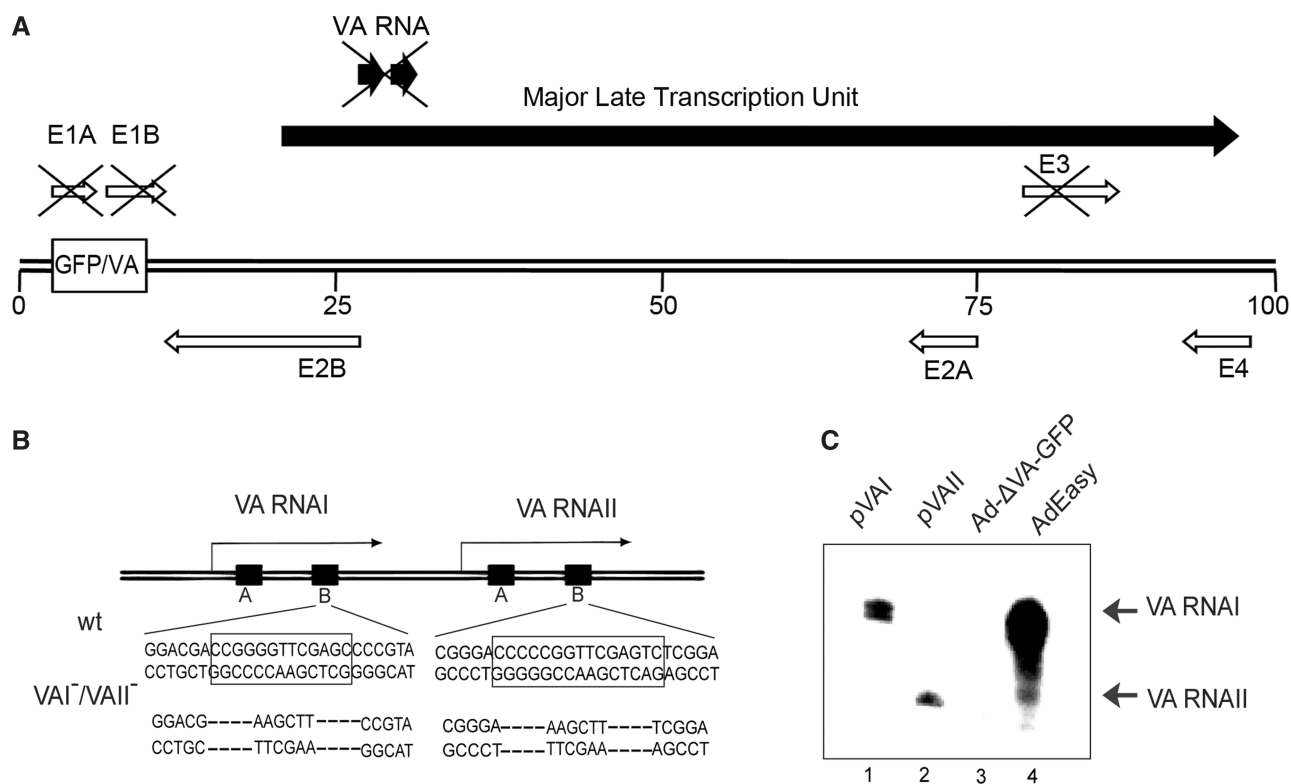 A
VA RNA
Major Late Transcription Unit
E1A E1B
E3
GFP/VA
0 25 50 75 100
E2B E2A E4
B
VA RNAI VA RNAII
A B A B
wt
GGACGACCGGGGTTCGAGCCCCGTA CGGGACCCCCGGTTCGAGTCTCGGA
CCTGCTGGCCCCAAGCTCGGGGCAT GCCCTGGGGGCCAAGCTCAGAGCCT
VAI⁻/VAII⁻
GGACG----AAGCTT----CCGTA CGGGA----AAGCTT----TCGGA
CCTGC----TTCGAA----GGCAT GCCCT----TTCGAA----AGCCT
C
pVAI pVAII Ad-ΔVA-GFP AdEasy
VA RNAI
VA RNAII
1 2 3 4